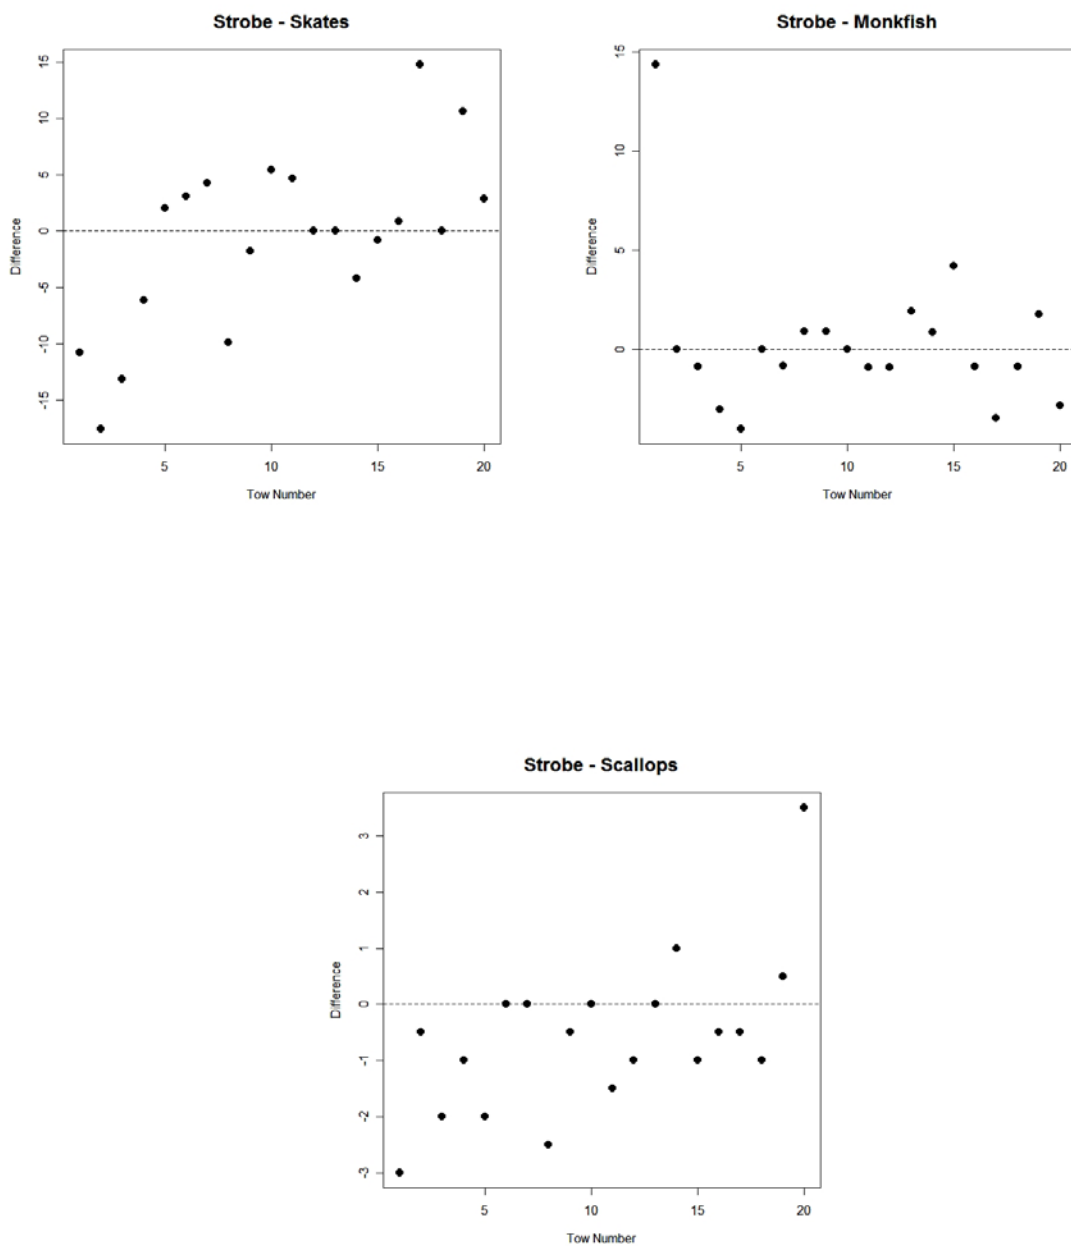 Strobe - Skates
15
10
5
0
-5
-10
-15
Difference
5 10 15 20
Tow Number
Strobe - Monkfish
15
10
5
0
Difference
5 10 15 20
Tow Number
Strobe - Scallops
3
2
1
0
-1
-2
-3
Difference
5 10 15 20
Tow Number